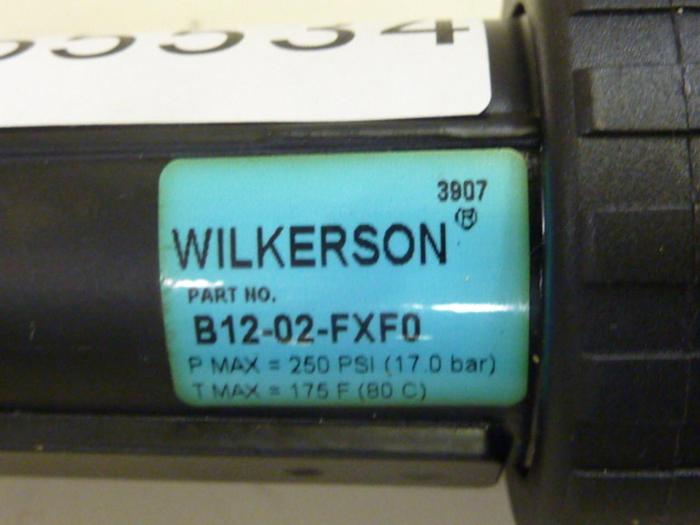 3907
WILKERSON®
PART NO.
B12-02-FXF0
P MAX = 250 PSI (17.0 bar)
T MAX = 175 F (80 C)